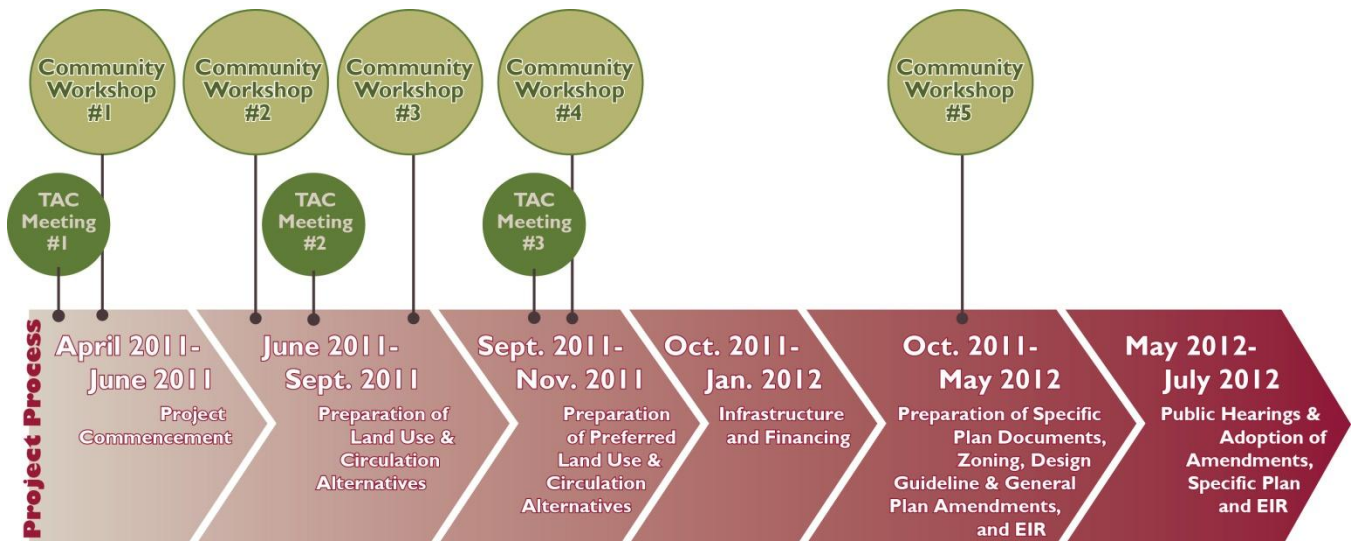 Community
Workshop
#1
Community
Workshop
#2
Community
Workshop
#3
Community
Workshop
#4
Community
Workshop
#5
TAC
Meeting
#1
TAC
Meeting
#2
TAC
Meeting
#3
Project Process
April 2011-
June 2011
Project
Commencement
June 2011-
Sept. 2011
Preparation of
Land Use &
Circulation
Alternatives
Sept. 2011-
Nov. 2011
Preparation
of Preferred
Land Use &
Circulation
Alternatives
Oct. 2011-
Jan. 2012
Infrastructure
and Financing
Oct. 2011-
May 2012
Preparation of Specific
Plan Documents,
Zoning, Design
Guideline & General
Plan Amendments,
and EIR
May 2012-
July 2012
Public Hearings &
Adoption of
Amendments,
Specific Plan
and EIR